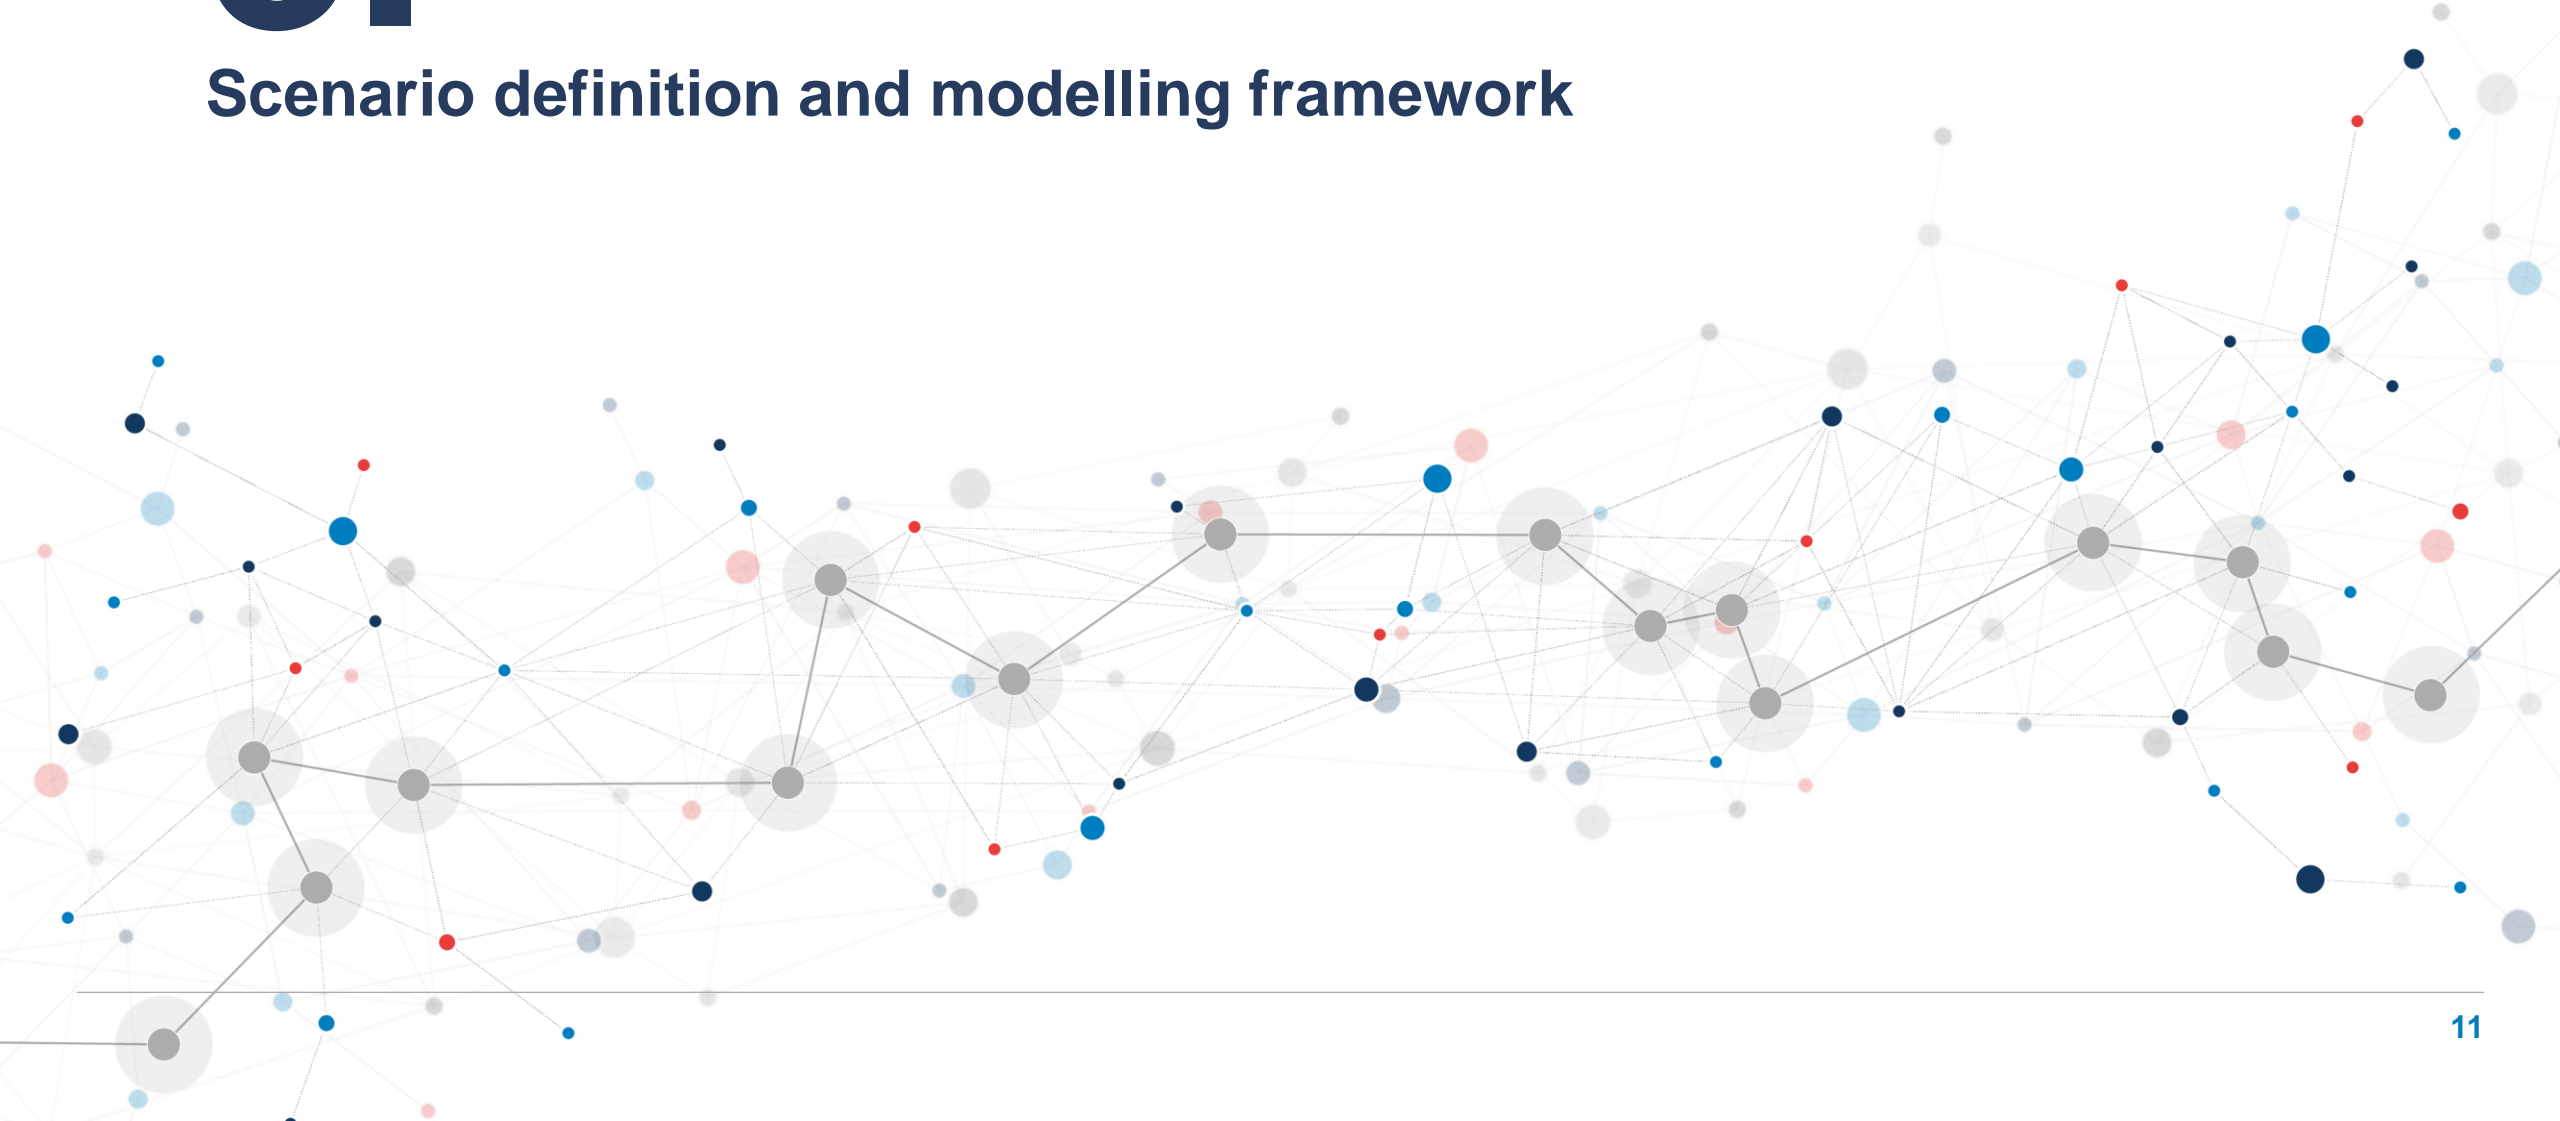 Scenario definition and modelling framework
11